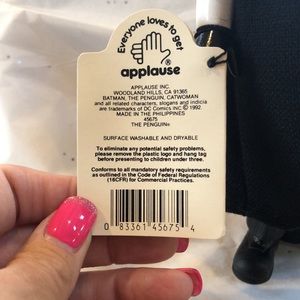 Everyone loves to get
applause
APPLAUSE INC.
WOODLAND HILLS, CA 91365
BATMAN, THE PENGUIN, CATWOMAN
and all related characters, slogans and indicia
are trademarks of DC Comics INC © 1992
MADE IN THE PHILIPPINES
45675
THE PENGUIN®
SURFACE WASHABLE AND DRYABLE
To eliminate any potential safety problems,
please remove the plastic logo and hang tag
before presenting to children under three.
Conforms to all mandatory safety requirements
as outlined in the Code of Federal Regulations
(16CFR) for Commercial Practices.
0 83361 45675 4